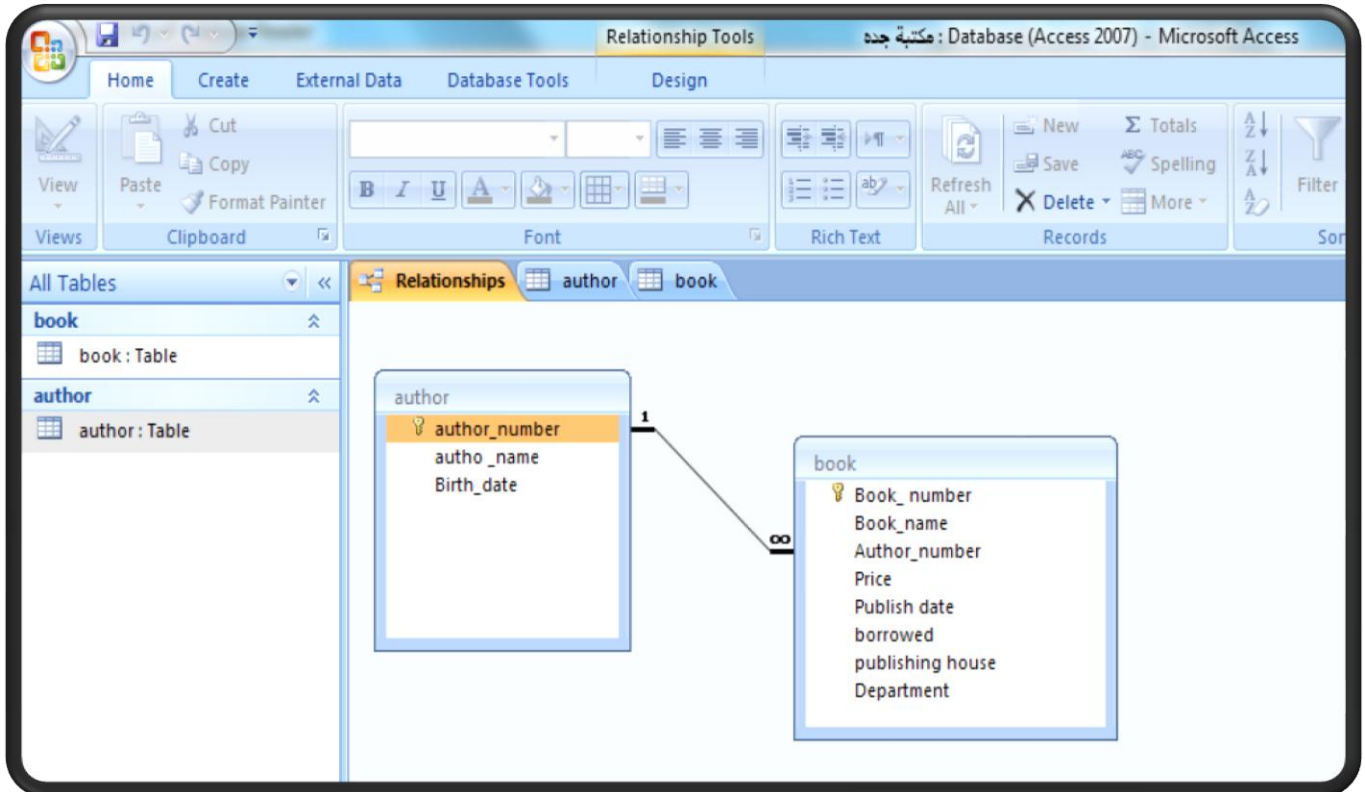 Relationship Tools
مكتبة جده : Database (Access 2007) - Microsoft Access
Home Create External Data Database Tools Design
View
Views
Paste
Cut
Copy
Format Painter
Clipboard
B I U A
Font
ab
Rich Text
Refresh All
New
Save
Delete
Σ Totals
ABC Spelling
More
Records
A Z
Z A
A Z
Filter
Sor
All Tables
book
book : Table
author
author : Table
Relationships author book
author
author_number
autho _name
Birth_date
1
∞
book
Book_ number
Book_name
Author_number
Price
Publish date
borrowed
publishing house
Department